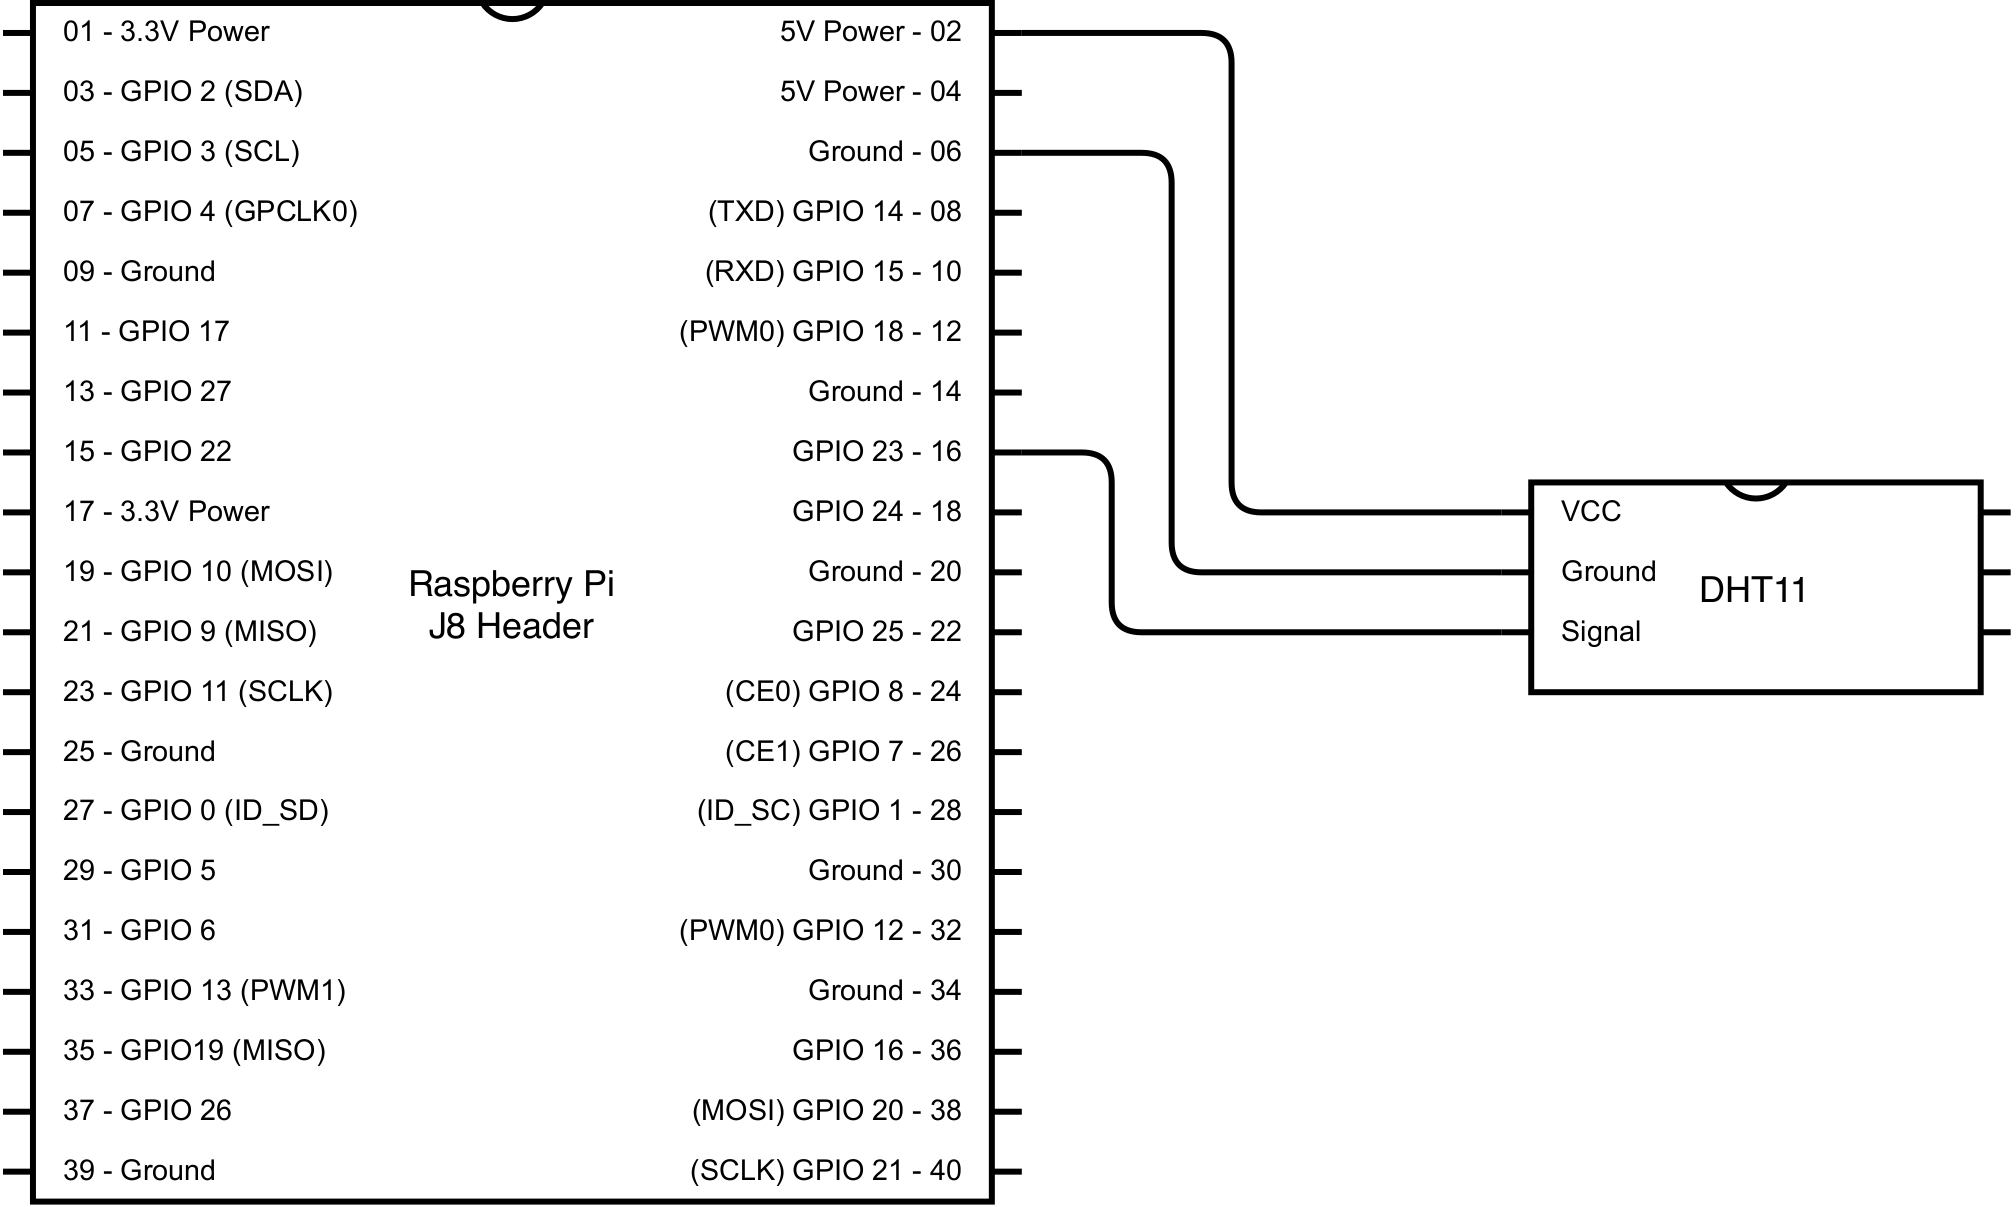 01 - 3.3V Power
5V Power - 02
03 - GPIO 2 (SDA)
5V Power - 04
05 - GPIO 3 (SCL)
Ground - 06
07 - GPIO 4 (GPCLK0)
(TXD) GPIO 14 - 08
09 - Ground
(RXD) GPIO 15 - 10
11 - GPIO 17
(PWM0) GPIO 18 - 12
13 - GPIO 27
Ground - 14
15 - GPIO 22
GPIO 23 - 16
17 - 3.3V Power
GPIO 24 - 18
19 - GPIO 10 (MOSI)
Ground - 20
21 - GPIO 9 (MISO)
GPIO 25 - 22
23 - GPIO 11 (SCLK)
(CE0) GPIO 8 - 24
25 - Ground
(CE1) GPIO 7 - 26
27 - GPIO 0 (ID_SD)
(ID_SC) GPIO 1 - 28
29 - GPIO 5
Ground - 30
31 - GPIO 6
(PWM0) GPIO 12 - 32
33 - GPIO 13 (PWM1)
Ground - 34
35 - GPIO19 (MISO)
GPIO 16 - 36
37 - GPIO 26
(MOSI) GPIO 20 - 38
39 - Ground
(SCLK) GPIO 21 - 40
Raspberry Pi
J8 Header
VCC
Ground
Signal
DHT11